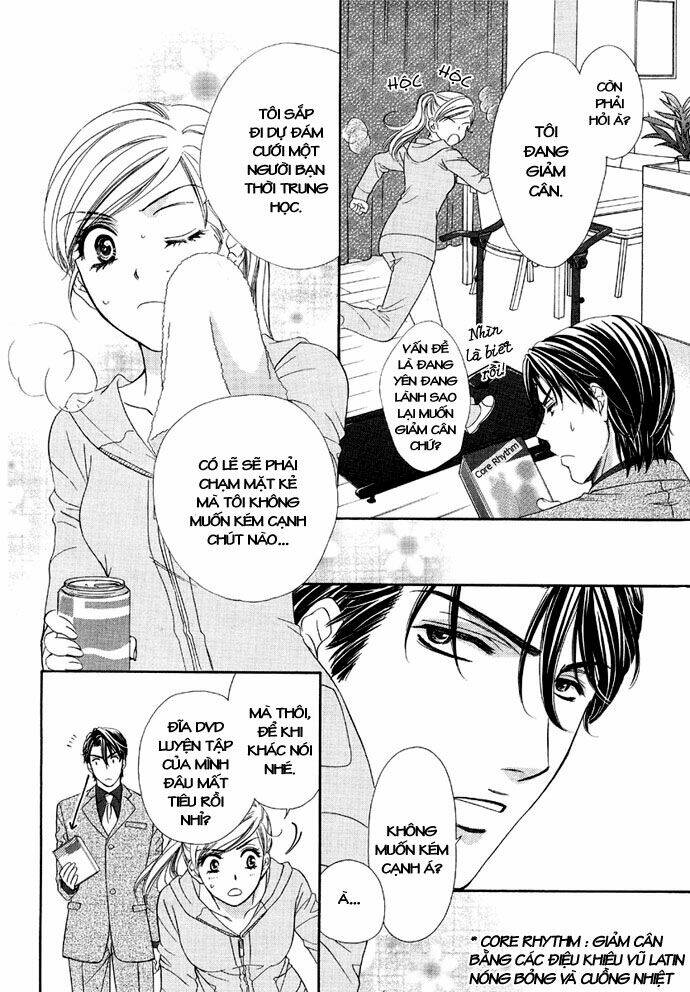 CÒN
PHẢI
HỎI À?
TÔI
ĐANG
GIẢM
CÂN.
HỘC HỘC
Nhìn
là biết
rồi!
VẤN ĐỀ
LÀ ĐANG
YÊN ĐANG
LÀNH SAO
LẠI MUỐN
GIẢM CÂN
CHỨ?
Core Rhythm
TÔI SẮP
ĐI DỰ ĐÁM
CƯỚI MỘT
NGƯỜI BẠN
THỜI TRUNG
HỌC.
CÓ LẼ SẼ PHẢI
CHẠM MẶT KẺ
MÀ TÔI KHÔNG
MUỐN KÉM CẠNH
CHÚT NÀO...
KHÔNG
MUỐN KÉM
CẠNH Á?
À...
MÀ THÔI,
ĐỂ KHI
KHÁC NÓI
NHÉ.
ĐĨA DVD
LUYỆN TẬP
CỦA MÌNH
ĐÂU MẤT
TIÊU RỒI
NHỈ?
* CORE RHYTHM : GIẢM CÂN
BẰNG CÁC ĐIỆU KHIÊU VŨ LATIN
NÓNG BỎNG VÀ CUỒNG NHIỆT